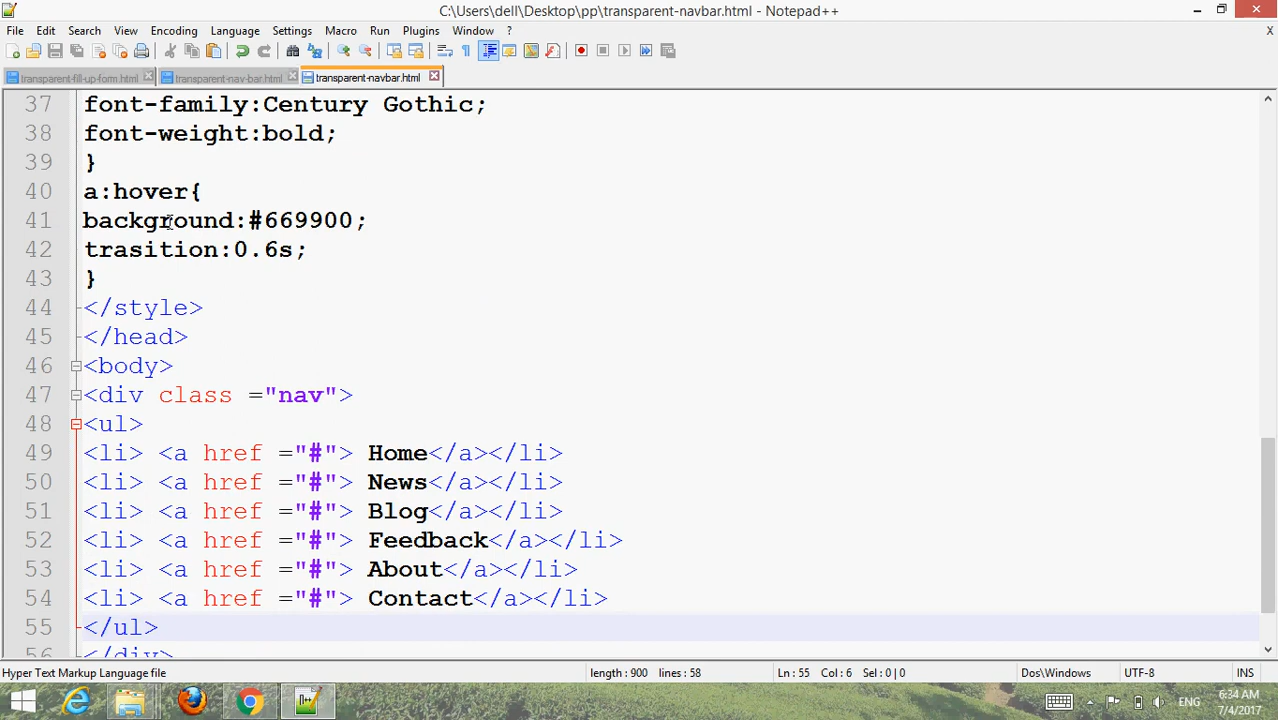 C:\Users\dell\Desktop\pp\transparent-navbar.html - Notepad++
File Edit Search View Encoding Language Settings Macro Run Plugins Window ? X
transparent-fill-up-form.html transparent-nav-bar.html transparent-navbar.html
37 font-family:Century Gothic;
38 font-weight:bold;
39 }
40 a:hover{
41 background:#669900;
42 trasition:0.6s;
43 }
44 </style>
45 </head>
46 <body>
47 <div class ="nav">
48 <ul>
49 <li> <a href ="#"> Home</a></li>
50 <li> <a href ="#"> News</a></li>
51 <li> <a href ="#"> Blog</a></li>
52 <li> <a href ="#"> Feedback</a></li>
53 <li> <a href ="#"> About</a></li>
54 <li> <a href ="#"> Contact</a></li>
55 </ul>
56 </div>
Hyper Text Markup Language file length : 900 lines : 58 Ln : 55 Col : 6 Sel : 0 | 0 Dos\Windows UTF-8 INS
ENG 6:34 AM
7/4/2017